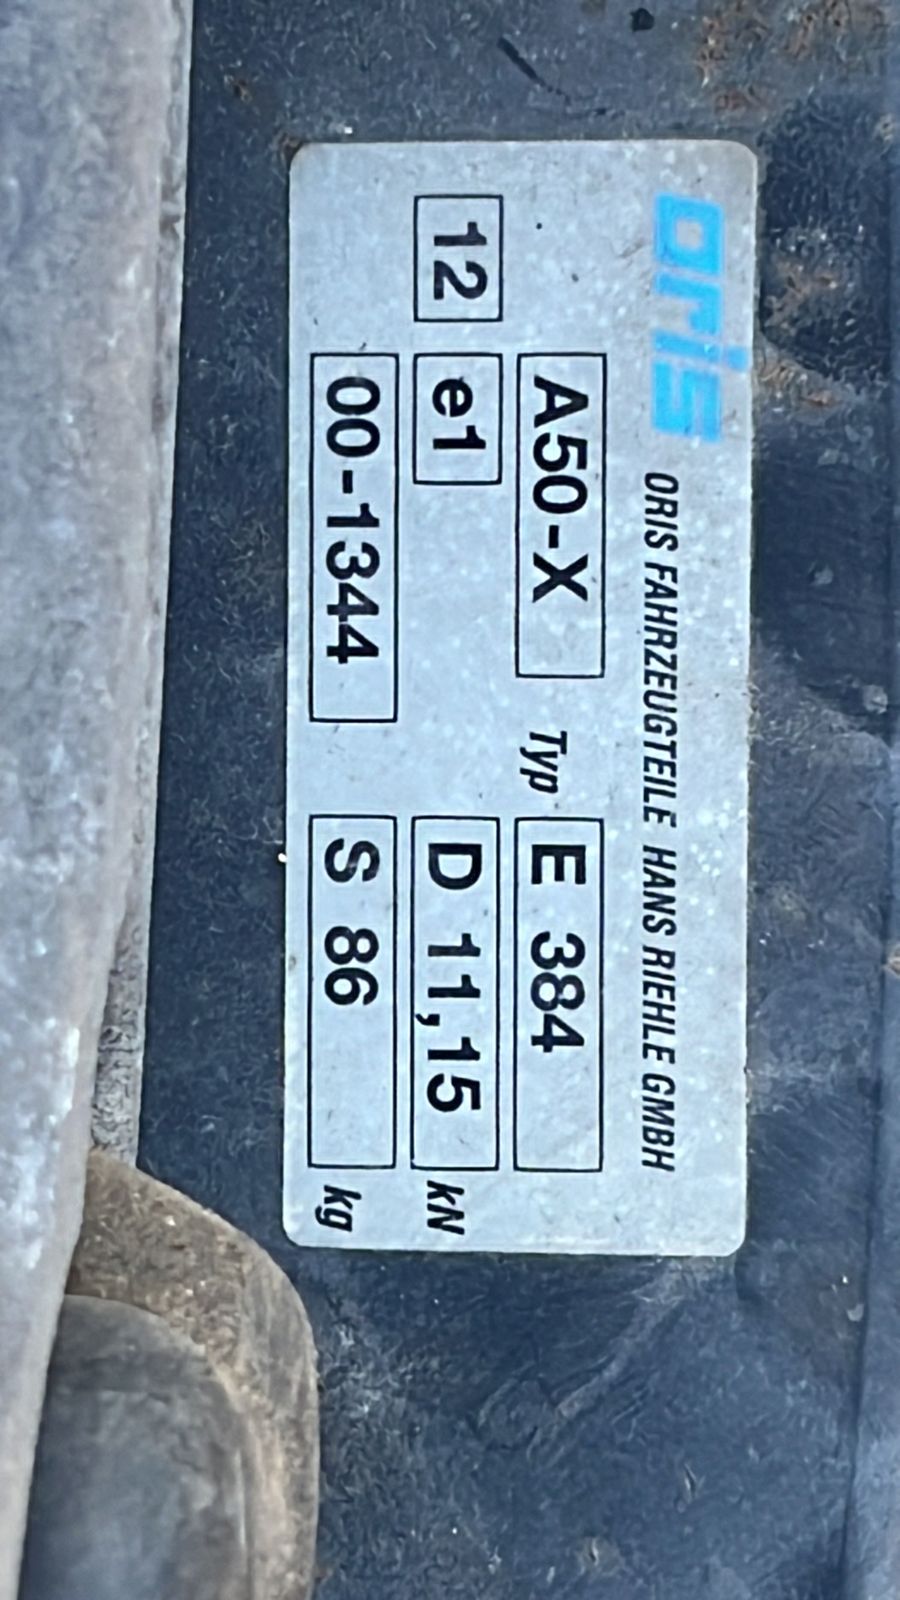 oris ORIS FAHRZEUGTEILE HANS RIEHLE GMBH
A50-X Typ E 384
12 e1 D 11,15 kN
00-1344 S 86 kg